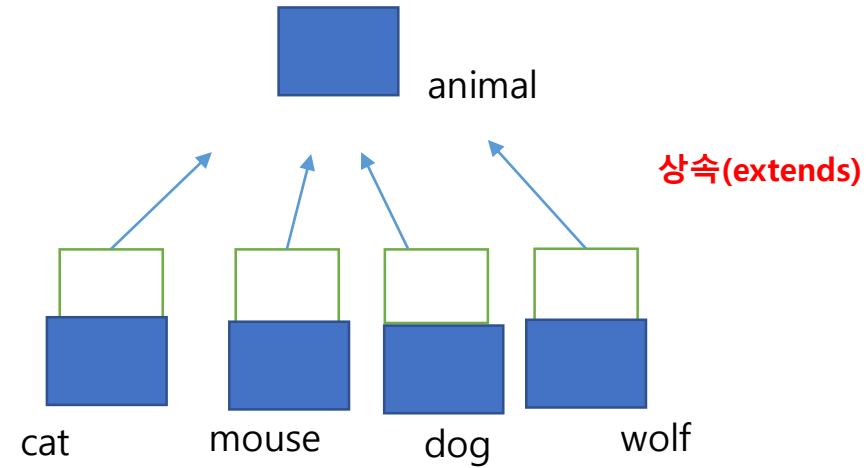 animal
상속(extends)
cat
mouse
dog
wolf